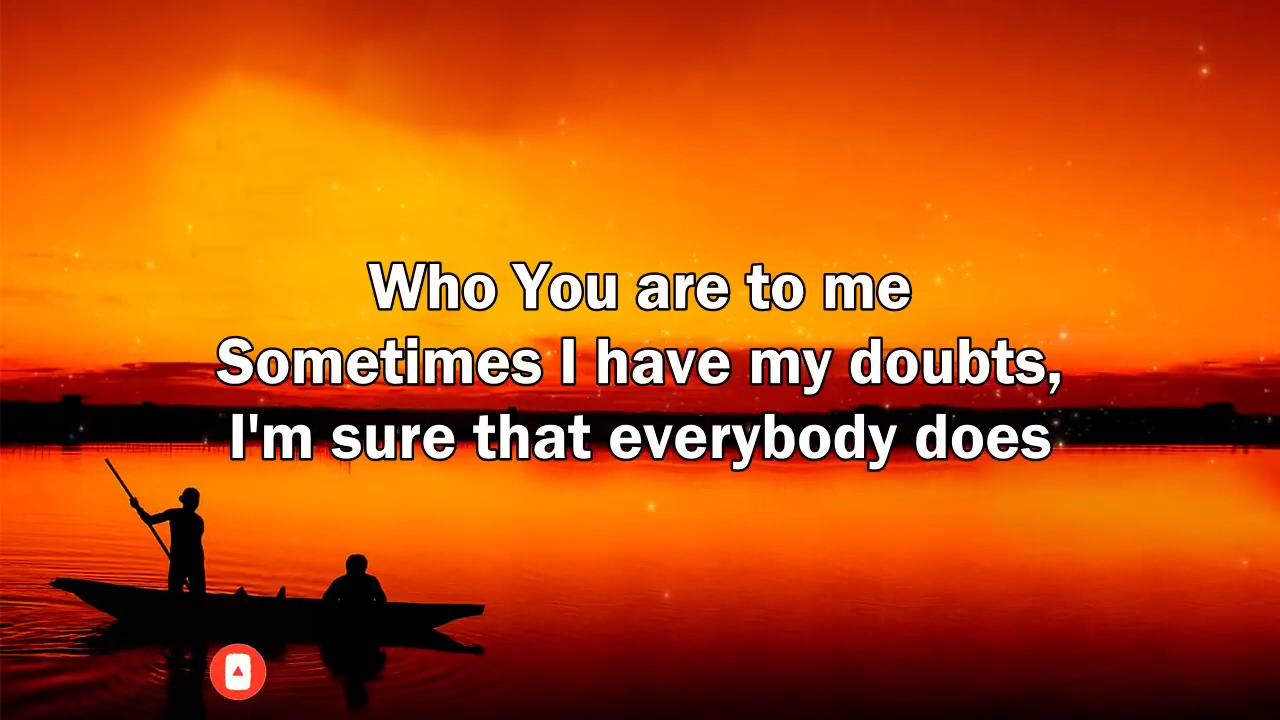 Who You are to me
Sometimes I have my doubts,
I'm sure that everybody does